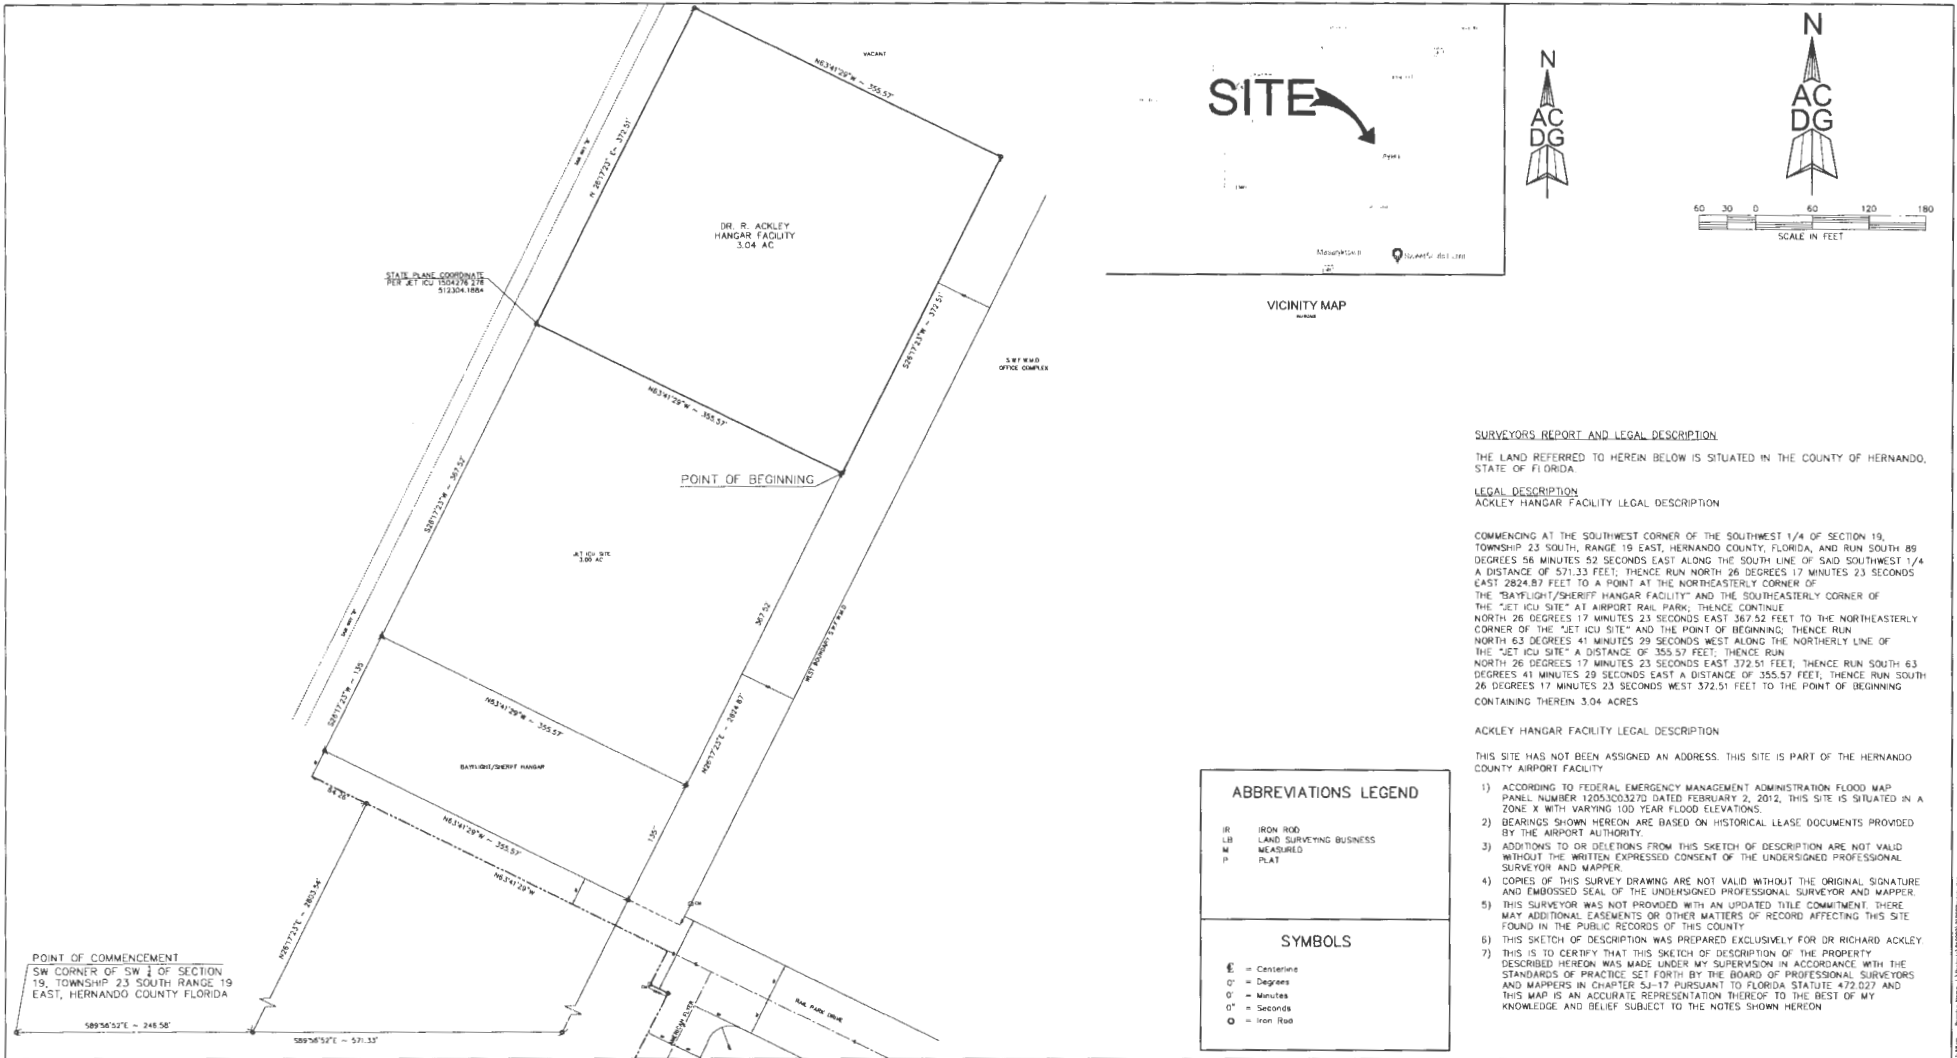 VACANT
N63°41'29"W ~ 355.57'
N 26°17'23" E~ 372.51'
DR. R. ACKLEY
HANGAR FACILITY
3.04 AC
STATE PLANE COORDINATE
PER JET ICU 1504276.276
512304.1884
S26°17'23"W ~ 372.51'
S.W.F.W.M.D
OFFICE COMPLEX
N63°41'29"W ~ 355.57'
POINT OF BEGINNING
S26°17'23"W ~ 367.52'
JET ICU SITE
3.00 AC
367.52'
WEST BOUNDARY S.W.F.W.M.D
S26°17'23"W ~ 135'
N63°41'29"W ~ 355.57'
N26°17'23"E ~ 2824.87'
BAYFLIGHT/SHERIFF HANGAR
84.26'
N63°41'29"W ~ 355.57'
135'
N63°41'29"W
N26°17'23"E ~ 2803.54'
POINT OF COMMENCEMENT
SW CORNER OF SW 1/4 OF SECTION
19, TOWNSHIP 23 SOUTH RANGE 19
EAST, HERNANDO COUNTY FLORIDA
S89°56'52"E ~ 246.58'
S89°56'52"E ~ 571.33'
AMERICAN FLYER
RAIL PARK DRIVE
SITE
Masaryktown
VICINITY MAP
N
AC
DG
N
AC
DG
60 30 0 60 120 180
SCALE IN FEET
SURVEYORS REPORT AND LEGAL DESCRIPTION
THE LAND REFERRED TO HEREIN BELOW IS SITUATED IN THE COUNTY OF HERNANDO,
STATE OF FLORIDA
LEGAL DESCRIPTION
ACKLEY HANGAR FACILITY LEGAL DESCRIPTION
COMMENCING AT THE SOUTHWEST CORNER OF THE SOUTHWEST 1/4 OF SECTION 19,
TOWNSHIP 23 SOUTH, RANGE 19 EAST, HERNANDO COUNTY, FLORIDA, AND RUN SOUTH 89
DEGREES 56 MINUTES 52 SECONDS EAST ALONG THE SOUTH LINE OF SAID SOUTHWEST 1/4
A DISTANCE OF 571.33 FEET; THENCE RUN NORTH 26 DEGREES 17 MINUTES 23 SECONDS
EAST 2824.87 FEET TO A POINT AT THE NORTHEASTERLY CORNER OF
THE "BAYFLIGHT/SHERIFF HANGAR FACILITY" AND THE SOUTHEASTERLY CORNER OF
THE "JET ICU SITE" AT AIRPORT RAIL PARK; THENCE CONTINUE
NORTH 26 DEGREES 17 MINUTES 23 SECONDS EAST 367.52 FEET TO THE NORTHEASTERLY
CORNER OF THE "JET ICU SITE" AND THE POINT OF BEGINNING; THENCE RUN
NORTH 63 DEGREES 41 MINUTES 29 SECONDS WEST ALONG THE NORTHERLY LINE OF
THE "JET ICU SITE" A DISTANCE OF 355.57 FEET; THENCE RUN
NORTH 26 DEGREES 17 MINUTES 23 SECONDS EAST 372.51 FEET, THENCE RUN SOUTH 63
DEGREES 41 MINUTES 29 SECONDS EAST A DISTANCE OF 355.57 FEET; THENCE RUN SOUTH
26 DEGREES 17 MINUTES 23 SECONDS WEST 372.51 FEET TO THE POINT OF BEGINNING
CONTAINING THEREIN 3.04 ACRES
ACKLEY HANGAR FACILITY LEGAL DESCRIPTION
THIS SITE HAS NOT BEEN ASSIGNED AN ADDRESS. THIS SITE IS PART OF THE HERNANDO
COUNTY AIRPORT FACILITY
1) ACCORDING TO FEDERAL EMERGENCY MANAGEMENT ADMINISTRATION FLOOD MAP
PANEL NUMBER 12053C0327D DATED FEBRUARY 2, 2012, THIS SITE IS SITUATED IN A
ZONE X WITH VARYING 100 YEAR FLOOD ELEVATIONS.
2) BEARINGS SHOWN HEREON ARE BASED ON HISTORICAL LEASE DOCUMENTS PROVIDED
BY THE AIRPORT AUTHORITY.
3) ADDITIONS TO OR DELETIONS FROM THIS SKETCH OF DESCRIPTION ARE NOT VALID
WITHOUT THE WRITTEN EXPRESSED CONSENT OF THE UNDERSIGNED PROFESSIONAL
SURVEYOR AND MAPPER.
4) COPIES OF THIS SURVEY DRAWING ARE NOT VALID WITHOUT THE ORIGINAL SIGNATURE
AND EMBOSSED SEAL OF THE UNDERSIGNED PROFESSIONAL SURVEYOR AND MAPPER.
5) THIS SURVEYOR WAS NOT PROVIDED WITH AN UPDATED TITLE COMMITMENT. THERE
MAY ADDITIONAL EASEMENTS OR OTHER MATTERS OF RECORD AFFECTING THIS SITE
FOUND IN THE PUBLIC RECORDS OF THIS COUNTY
6) THIS SKETCH OF DESCRIPTION WAS PREPARED EXCLUSIVELY FOR DR RICHARD ACKLEY.
7) THIS IS TO CERTIFY THAT THIS SKETCH OF DESCRIPTION OF THE PROPERTY
DESCRIBED HEREON WAS MADE UNDER MY SUPERVISION IN ACCORDANCE WITH THE
STANDARDS OF PRACTICE SET FORTH BY THE BOARD OF PROFESSIONAL SURVEYORS
AND MAPPERS IN CHAPTER 5J-17 PURSUANT TO FLORIDA STATUTE 472.027 AND
THIS MAP IS AN ACCURATE REPRESENTATION THEREOF TO THE BEST OF MY
KNOWLEDGE AND BELIEF SUBJECT TO THE NOTES SHOWN HEREON
ABBREVIATIONS LEGEND
IR IRON ROD
LB LAND SURVEYING BUSINESS
M MEASURED
P PLAT
SYMBOLS
℄ = Centerline
0° = Degrees
0' = Minutes
0" = Seconds
O = Iron Rod